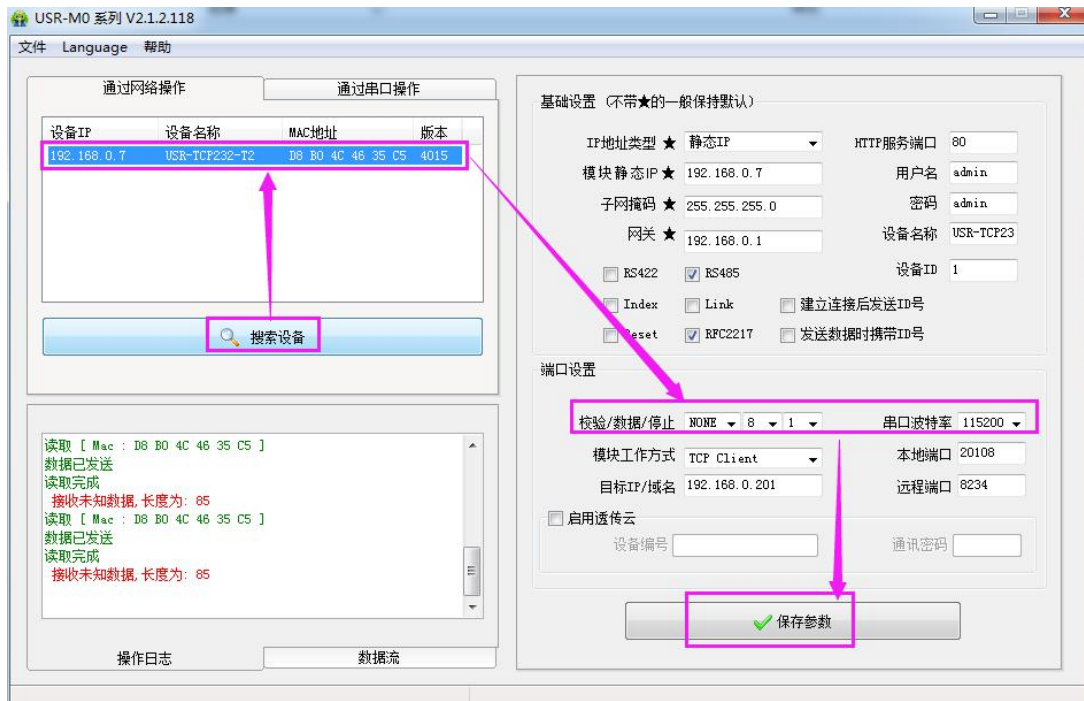 USR-M0 系列 V2.1.2.118
文件 Language 帮助
通过网络操作 通过串口操作
设备IP 设备名称 MAC地址 版本
192.168.0.7 USR-TCP232-T2 D8 B0 4C 46 35 C5 4015
搜索设备
读取 [ Mac : D8 B0 4C 46 35 C5 ]
数据已发送
读取完成
接收未知数据,长度为: 85
读取 [ Mac : D8 B0 4C 46 35 C5 ]
数据已发送
读取完成
接收未知数据,长度为: 85
操作日志 数据流
基础设置 (不带★的一般保持默认)
IP地址类型 ★ 静态IP HTTP服务端口 80
模块静态IP ★ 192.168.0.7 用户名 admin
子网掩码 ★ 255.255.255.0 密码 admin
网关 ★ 192.168.0.1 设备名称 USR-TCP23
RS422 RS485 设备ID 1
Index Link 建立连接后发送ID号
Reset RFC2217 发送数据时携带ID号
端口设置
校验/数据/停止 NONE 8 1 串口波特率 115200
模块工作方式 TCP Client 本地端口 20108
目标IP/域名 192.168.0.201 远程端口 8234
启用透传云
设备编号 通讯密码
保存参数